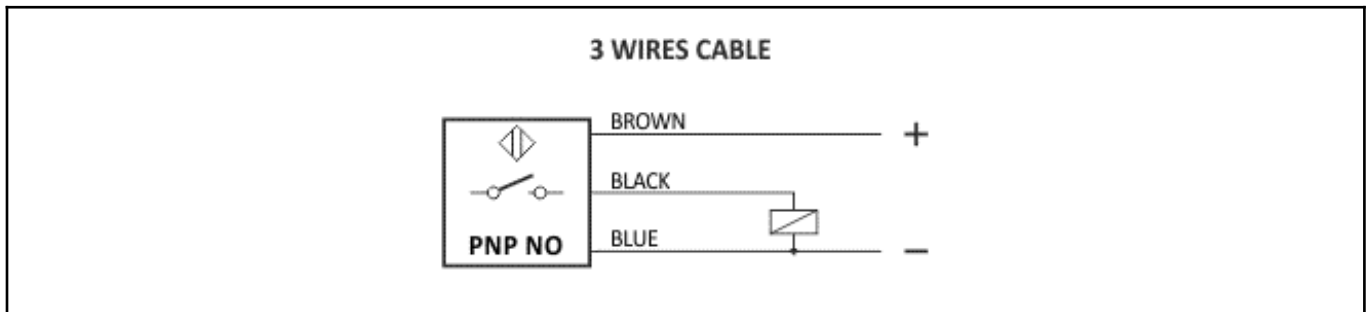 3 WIRES CABLE
BROWN
+
BLACK
PNP NO
BLUE
−